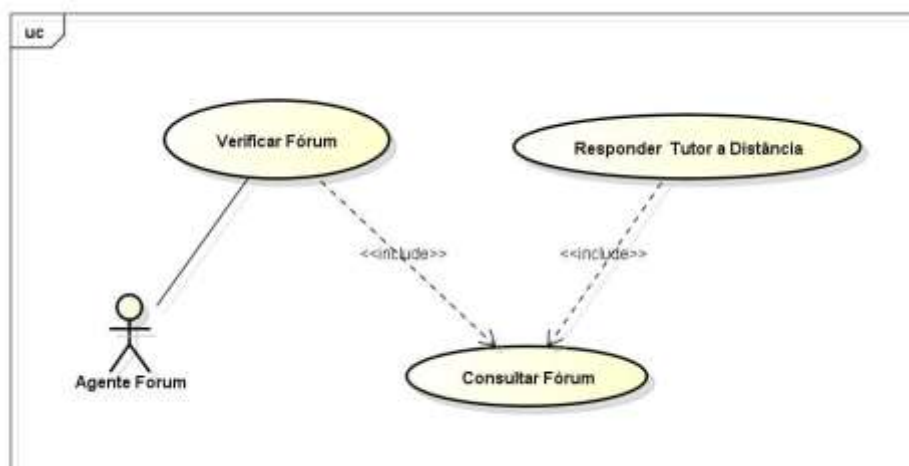 uc
Verificar Fórum
Responder Tutor a Distância
<<include>>
<<include>>
Consultar Fórum
Agente Forum